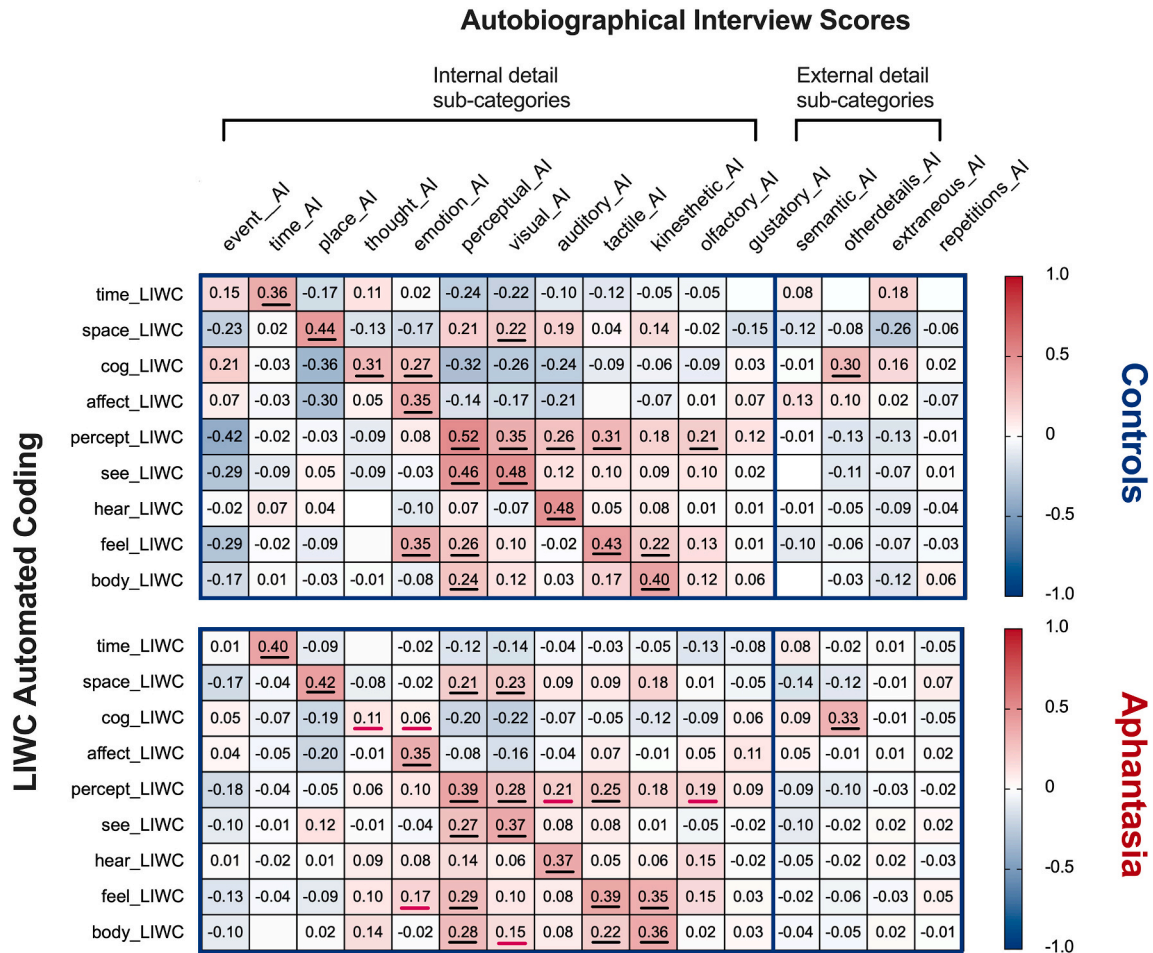 Autobiographical Interview Scores
Internal detail
sub-categories
External detail
sub-categories
event__AI
time_AI
place_AI
thought_AI
emotion_AI
perceptual_AI
visual_AI
auditory_AI
tactile_AI
kinesthetic_AI
olfactory_AI
gustatory_AI
semantic_AI
otherdetails_AI
extraneous_AI
repetitions_AI
LIWC Automated Coding
time_LIWC 0.15 0.36 -0.17 0.11 0.02 -0.24 -0.22 -0.10 -0.12 -0.05 -0.05 0.08 0.18
space_LIWC -0.23 0.02 0.44 -0.13 -0.17 0.21 0.22 0.19 0.04 0.14 -0.02 -0.15 -0.12 -0.08 -0.26 -0.06
cog_LIWC 0.21 -0.03 -0.36 0.31 0.27 -0.32 -0.26 -0.24 -0.09 -0.06 -0.09 0.03 -0.01 0.30 0.16 0.02
affect_LIWC 0.07 -0.03 -0.30 0.05 0.35 -0.14 -0.17 -0.21 -0.07 0.01 0.07 0.13 0.10 0.02 -0.07
percept_LIWC -0.42 -0.02 -0.03 -0.09 0.08 0.52 0.35 0.26 0.31 0.18 0.21 0.12 -0.01 -0.13 -0.13 -0.01
see_LIWC -0.29 -0.09 0.05 -0.09 -0.03 0.46 0.48 0.12 0.10 0.09 0.10 0.02 -0.11 -0.07 0.01
hear_LIWC -0.02 0.07 0.04 -0.10 0.07 -0.07 0.48 0.05 0.08 0.01 0.01 -0.01 -0.05 -0.09 -0.04
feel_LIWC -0.29 -0.02 -0.09 0.35 0.26 0.10 -0.02 0.43 0.22 0.13 0.01 -0.10 -0.06 -0.07 -0.03
body_LIWC -0.17 0.01 -0.03 -0.01 -0.08 0.24 0.12 0.03 0.17 0.40 0.12 0.06 -0.03 -0.12 0.06
1.0
0.5
0
-0.5
-1.0
Controls
time_LIWC 0.01 0.40 -0.09 -0.02 -0.12 -0.14 -0.04 -0.03 -0.05 -0.13 -0.08 0.08 -0.02 0.01 -0.05
space_LIWC -0.17 -0.04 0.42 -0.08 -0.02 0.21 0.23 0.09 0.09 0.18 0.01 -0.05 -0.14 -0.12 -0.01 0.07
cog_LIWC 0.05 -0.07 -0.19 0.11 0.06 -0.20 -0.22 -0.07 -0.05 -0.12 -0.09 0.06 0.09 0.33 -0.01 -0.05
affect_LIWC 0.04 -0.05 -0.20 -0.01 0.35 -0.08 -0.16 -0.04 0.07 -0.01 0.05 0.11 0.05 -0.01 0.01 0.02
percept_LIWC -0.18 -0.04 -0.05 0.06 0.10 0.39 0.28 0.21 0.25 0.18 0.19 0.09 -0.09 -0.10 -0.03 -0.02
see_LIWC -0.10 -0.01 0.12 -0.01 -0.04 0.27 0.37 0.08 0.08 0.01 -0.05 -0.02 -0.10 -0.02 0.02 0.02
hear_LIWC 0.01 -0.02 0.01 0.09 0.08 0.14 0.06 0.37 0.05 0.06 0.15 -0.02 -0.05 -0.02 0.02 -0.03
feel_LIWC -0.13 -0.04 -0.09 0.10 0.17 0.29 0.10 0.08 0.39 0.35 0.15 0.03 -0.02 -0.06 -0.03 0.05
body_LIWC -0.10 0.02 0.14 -0.02 0.28 0.15 0.08 0.22 0.36 0.02 0.03 -0.04 -0.05 0.02 -0.01
1.0
0.5
0
-0.5
-1.0
Aphantasia